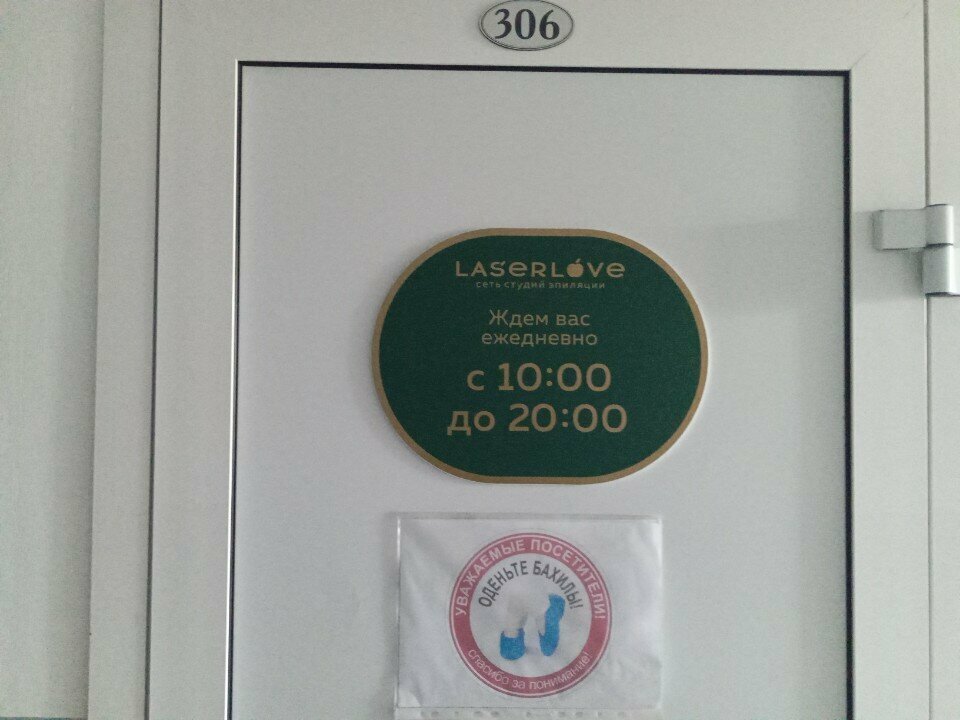 306
LASERLOVE
сеть студий эпиляции
Ждем вас
ежедневно
с 10:00
до 20:00
УВАЖАЕМЫЕ ПОСЕТИТЕЛИ!
ОДЕНЬТЕ БАХИЛЫ!
спасибо за понимание!